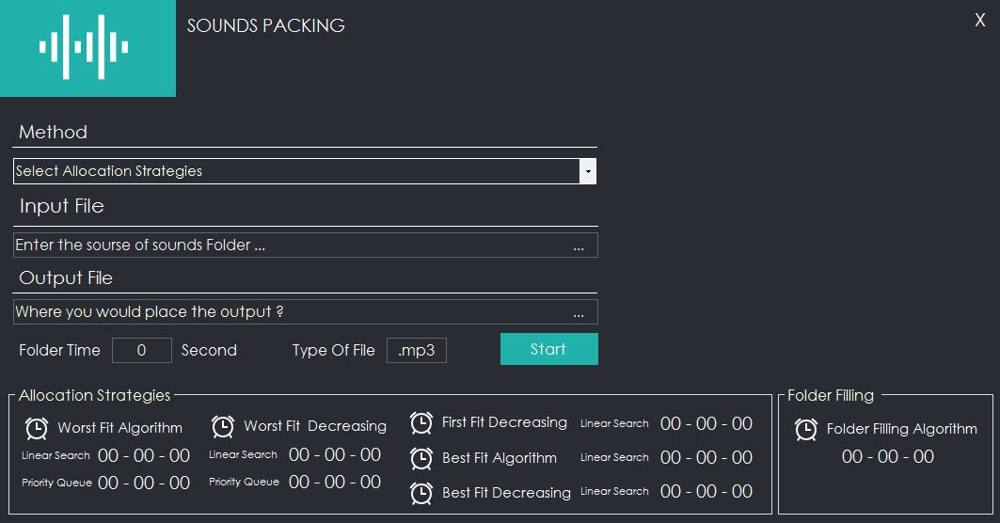 SOUNDS PACKING
X
Method
Select Allocation Strategies
Input File
Enter the sourse of sounds Folder ... ...
Output File
Where you would place the output ? ...
Folder Time 0 Second Type Of File .mp3 Start
Allocation Strategies
Worst Fit Algorithm
Linear Search 00 - 00 - 00
Priority Queue 00 - 00 - 00
Worst Fit Decreasing
Linear Search 00 - 00 - 00
Priority Queue 00 - 00 - 00
First Fit Decreasing Linear Search 00 - 00 - 00
Best Fit Algorithm Linear Search 00 - 00 - 00
Best Fit Decreasing Linear Search 00 - 00 - 00
Folder Filling
Folder Filling Algorithm
00 - 00 - 00